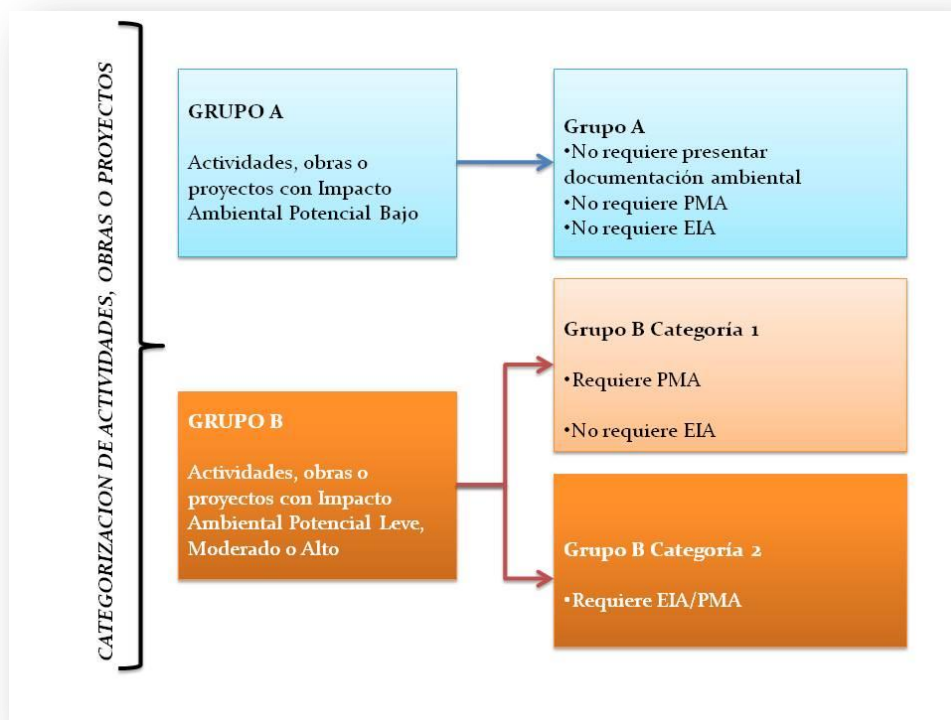 CATEGORIZACION DE ACTIVIDADES, OBRAS O PROYECTOS
GRUPO A
Actividades, obras o
proyectos con Impacto
Ambiental Potencial Bajo
Grupo A
•No requiere presentar
documentación ambiental
•No requiere PMA
•No requiere EIA
GRUPO B
Actividades, obras o
proyectos con Impacto
Ambiental Potencial Leve,
Moderado o Alto
Grupo B Categoría 1
•Requiere PMA
•No requiere EIA
Grupo B Categoría 2
•Requiere EIA/PMA